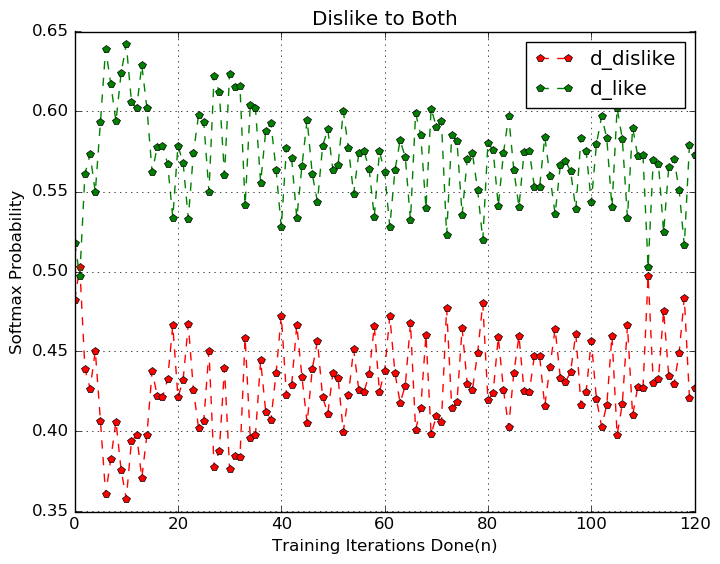 Dislike to Both
d_dislike
d_like
0.65
0.60
0.55
0.50
0.45
0.40
0.35
Softmax Probability
0 20 40 60 80 100 120
Training Iterations Done(n)